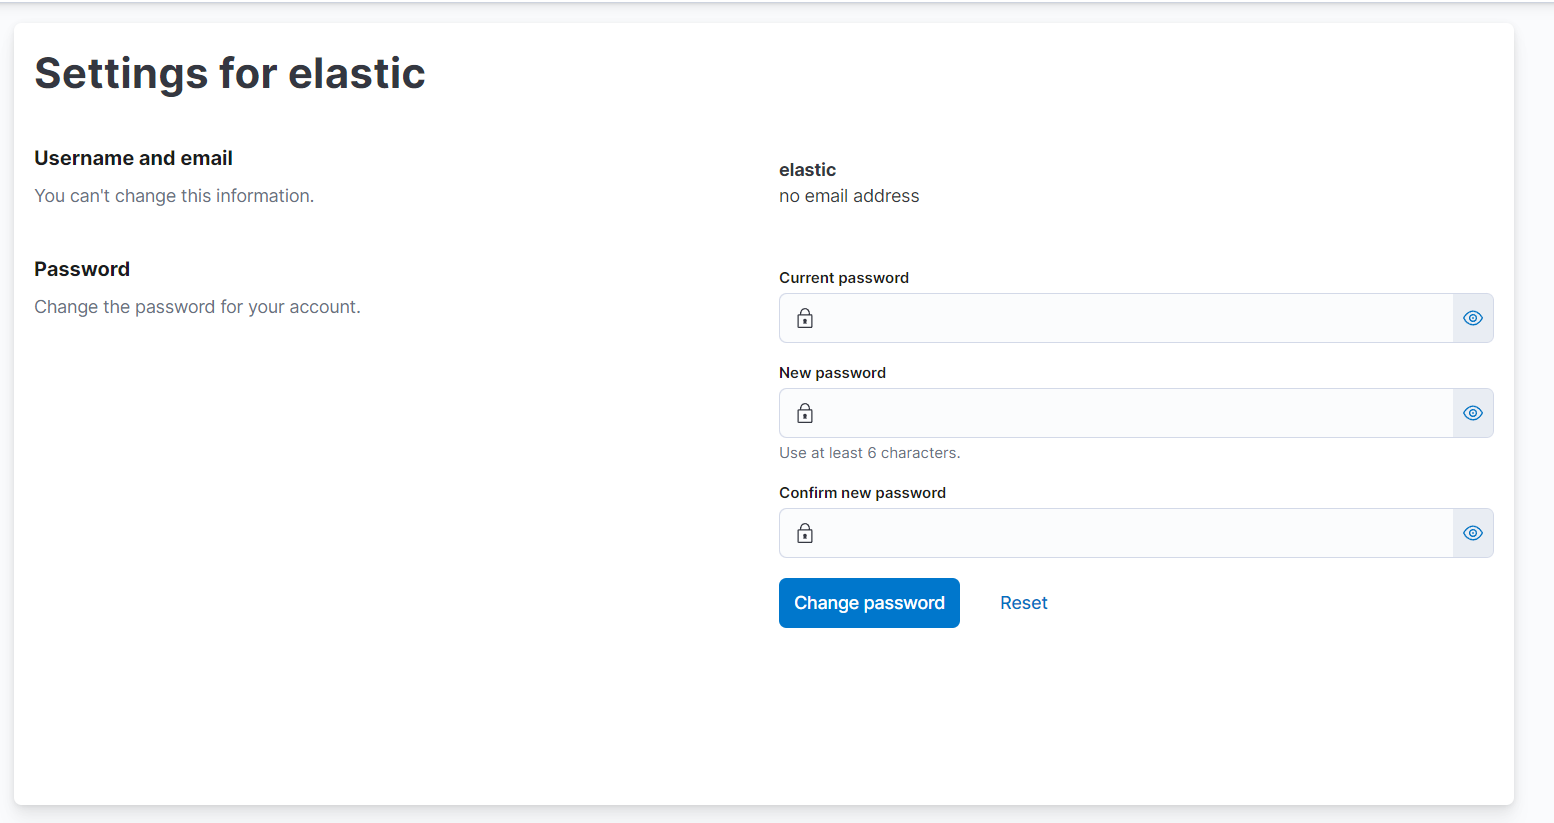 Settings for elastic
Username and email
You can't change this information.
elastic
no email address
Password
Change the password for your account.
Current password
New password
Use at least 6 characters.
Confirm new password
Change password
Reset